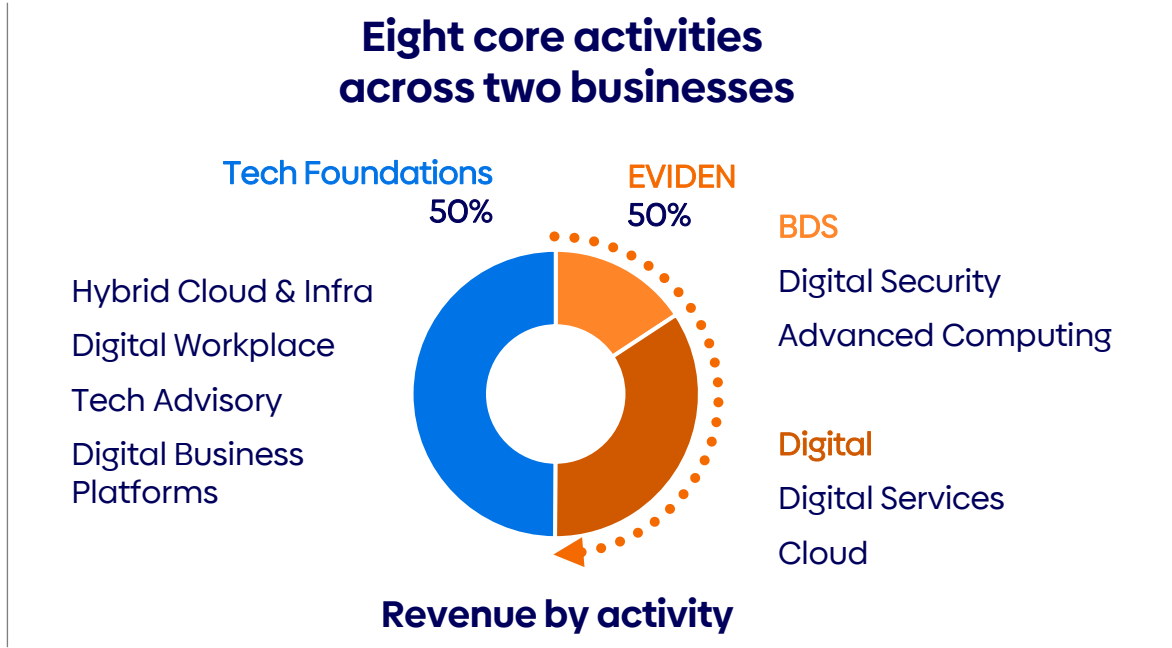 Eight core activities
across two businesses
Tech Foundations
50%
EVIDEN
50%
Hybrid Cloud & Infra
Digital Workplace
Tech Advisory
Digital Business
Platforms
BDS
Digital Security
Advanced Computing
Digital
Digital Services
Cloud
Revenue by activity